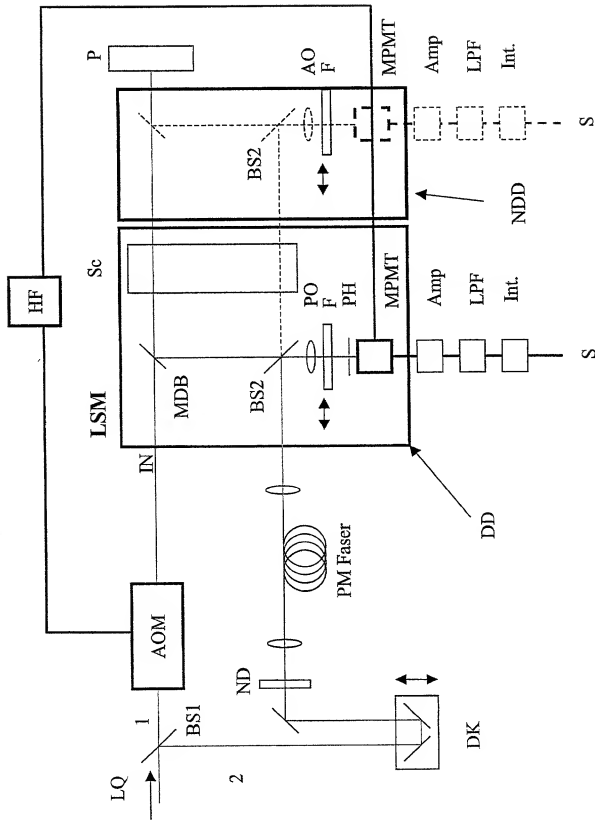 LQ
1
BS1
2
AOM
HF
IN
LSM
MDB
Sc
P
ND
PM Faser
DK
BS2
PO
F
PH
MPMT
Amp
LPF
Int.
S
DD
BS2
AO
F
MPMT
Amp
LPF
Int.
S
NDD